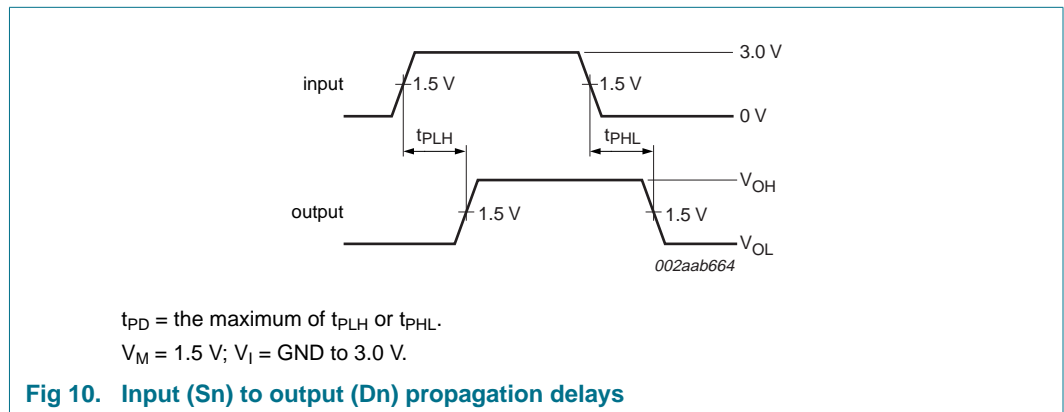 3.0 V
input
1.5 V
1.5 V
0 V
tPLH
tPHL
VOH
output
1.5 V
1.5 V
VOL
002aab664
tPD = the maximum of tPLH or tPHL.
VM = 1.5 V; VI = GND to 3.0 V.
Fig 10. Input (Sn) to output (Dn) propagation delays